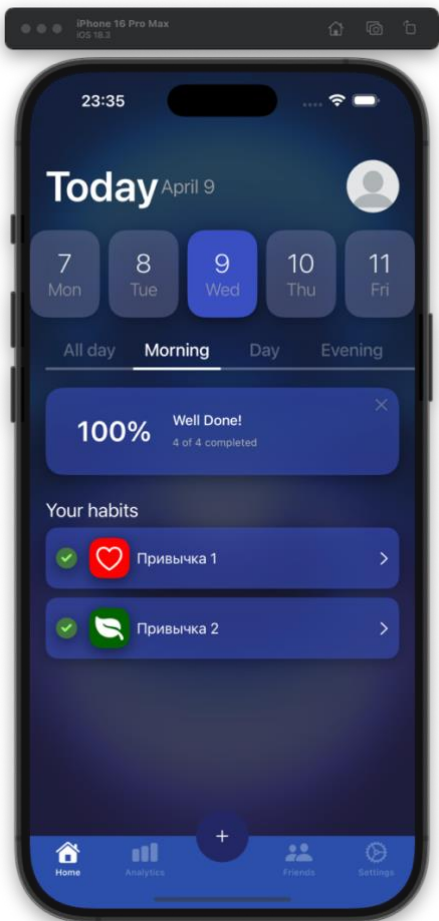 iPhone 16 Pro Max
iOS 18.3
23:35
Today April 9
7 8 9 10 11
Mon Tue Wed Thu Fri
All day Morning Day Evening
100%
Well Done!
4 of 4 completed
Your habits
Привычка 1
Привычка 2
+
Home Analytics Friends Settings